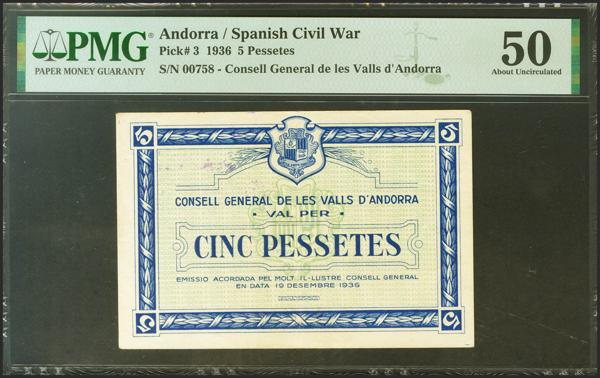 PMG
PAPER MONEY GUARANTY
Andorra / Spanish Civil War
Pick# 3 1936 5 Pessetes
S/N 00758 - Consell General de les Valls d'Andorra
50
About Uncirculated
5
5
CONSELL GENERAL DE LES VALLS D'ANDORRA
• VAL PER •
CINC PESSETES
EMISSIO ACORDADA PEL MOLT IL·LUSTRE CONSELL GENERAL
EN DATA 19 DESEMBRE 1936
5
5